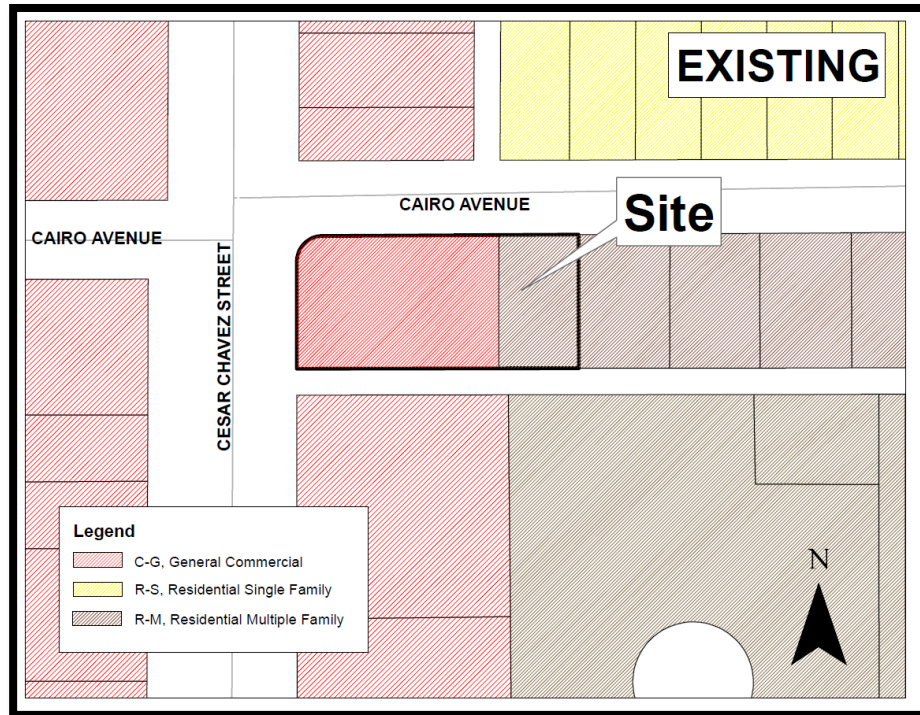 EXISTING
CAIRO AVENUE
Site
CAIRO AVENUE
CESAR CHAVEZ STREET
Legend
C-G, General Commercial
R-S, Residential Single Family
R-M, Residential Multiple Family
N